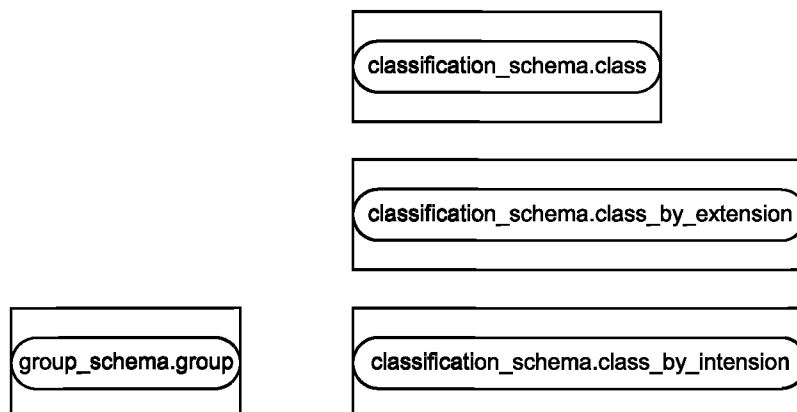 classification_schema.class
classification_schema.class_by_extension
group_schema.group
classification_schema.class_by_intension